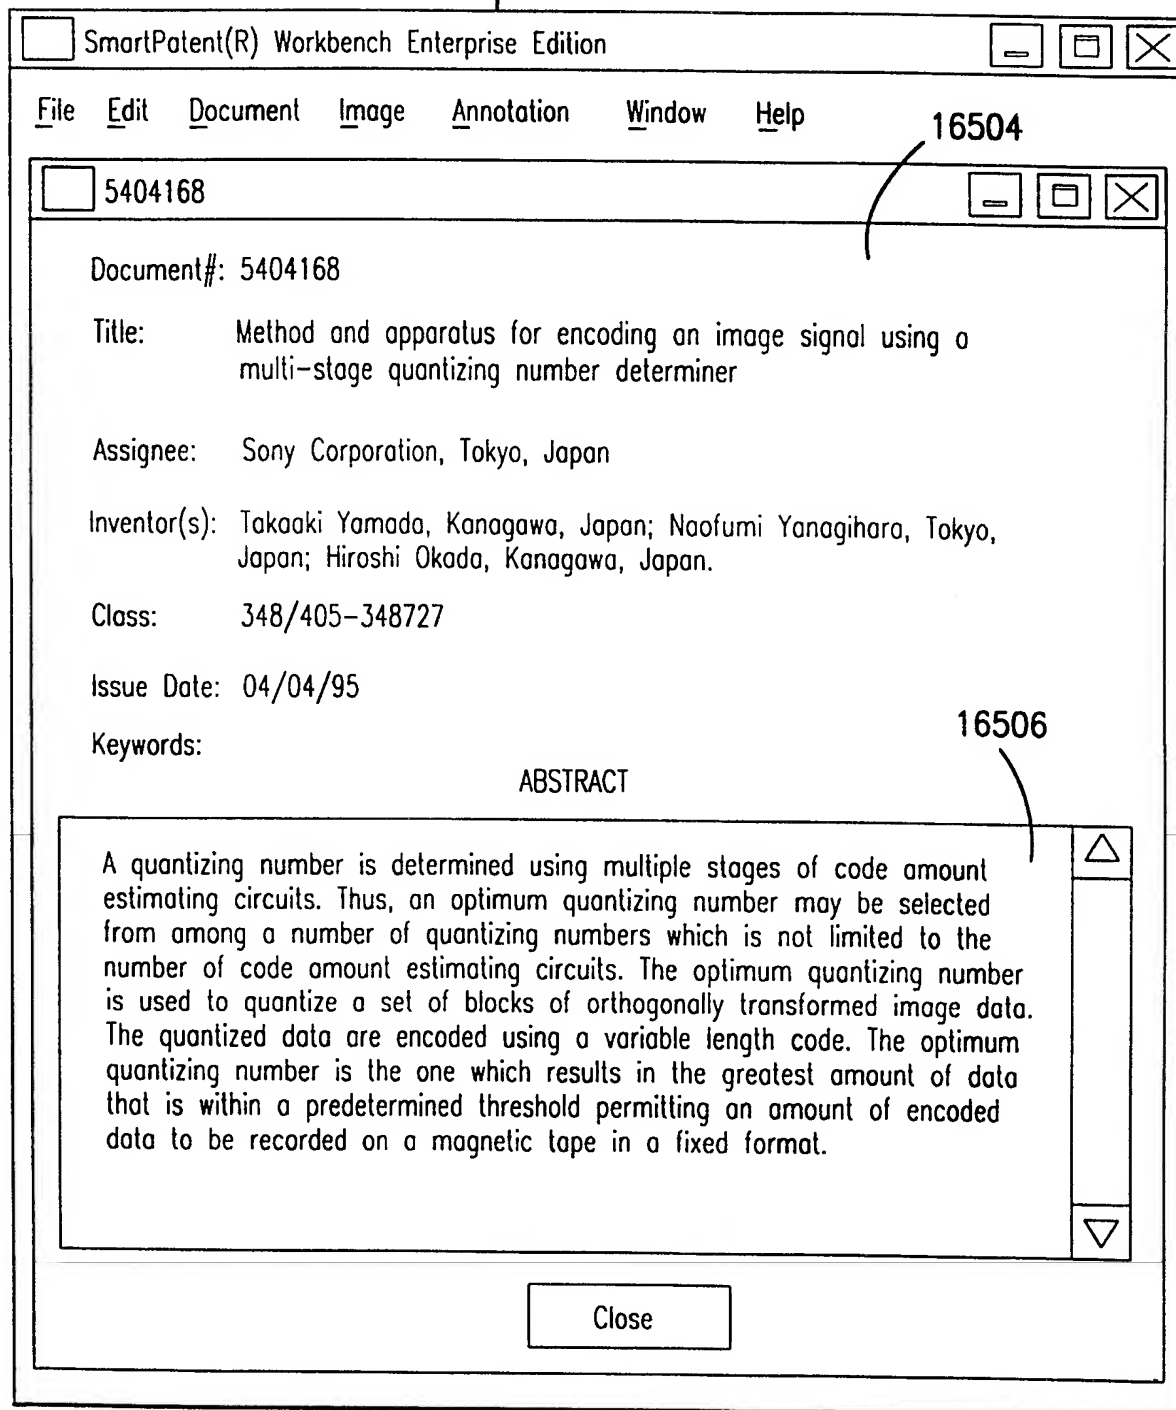 SmartPatent(R) Workbench Enterprise Edition
File Edit Document Image Annotation Window Help
16504
5404168
Document#: 5404168
Title: Method and apparatus for encoding an image signal using a
multi-stage quantizing number determiner
Assignee: Sony Corporation, Tokyo, Japan
Inventor(s): Takaaki Yamada, Kanagawa, Japan; Naofumi Yanagihara, Tokyo,
Japan; Hiroshi Okada, Kanagawa, Japan.
Class: 348/405-348727
Issue Date: 04/04/95
Keywords:
16506
ABSTRACT
A quantizing number is determined using multiple stages of code amount
estimating circuits. Thus, an optimum quantizing number may be selected
from among a number of quantizing numbers which is not limited to the
number of code amount estimating circuits. The optimum quantizing number
is used to quantize a set of blocks of orthogonally transformed image data.
The quantized data are encoded using a variable length code. The optimum
quantizing number is the one which results in the greatest amount of data
that is within a predetermined threshold permitting an amount of encoded
data to be recorded on a magnetic tape in a fixed format.
Close